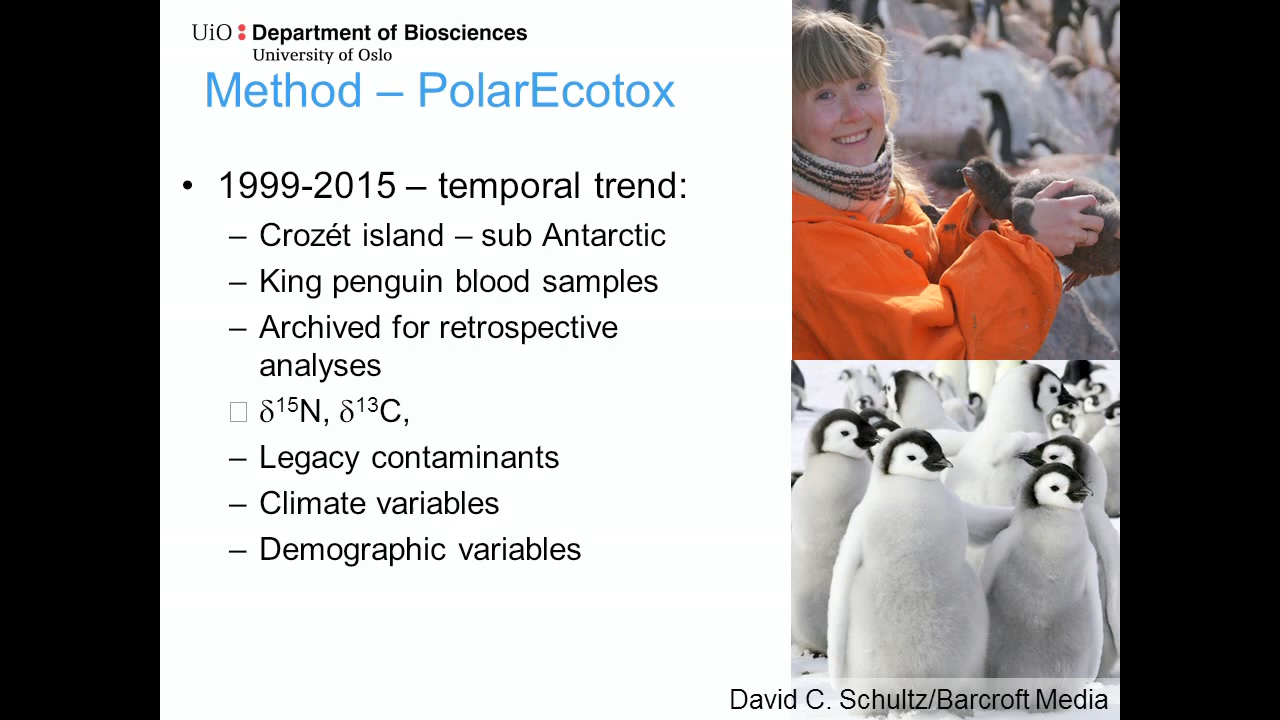 UiO : Department of Biosciences
University of Oslo
Method – PolarEcotox
• 1999-2015 – temporal trend:
– Crozét island – sub Antarctic
– King penguin blood samples
– Archived for retrospective
analyses
□ δ¹⁵N, δ¹³C,
– Legacy contaminants
– Climate variables
– Demographic variables
David C. Schultz/Barcroft Media